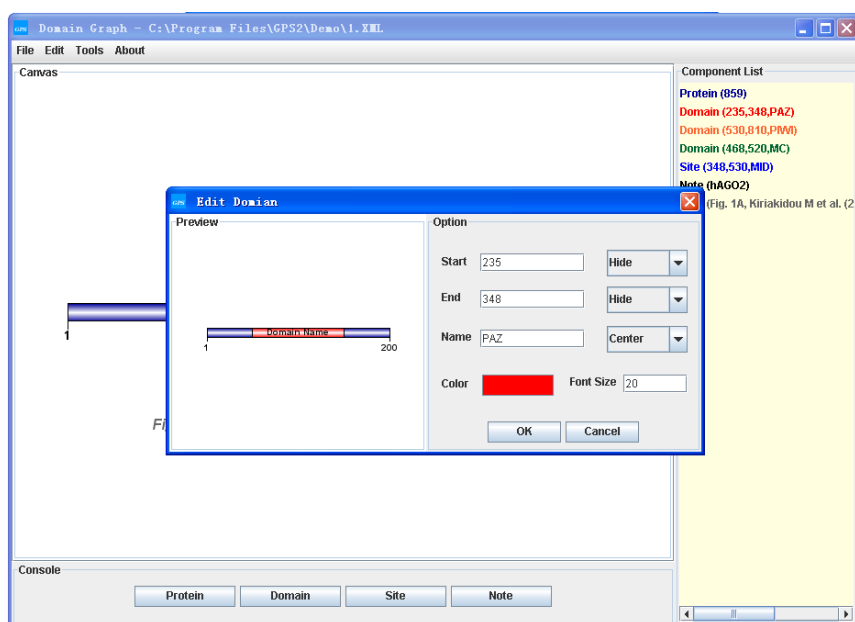 GPS Domain Graph - C:\Program Files\GPS2\Demo\1.XML
File Edit Tools About
Canvas
Component List
Protein (859)
Domain (235,348,PAZ)
Domain (530,810,PIWI)
Domain (468,520,MC)
Site (348,530,MID)
Note (hAGO2)
(Fig. 1A, Kiriakidou M et al. (2
GPS Edit Domian
Preview
Option
Start 235 Hide
End 348 Hide
Name PAZ Center
Color Font Size 20
OK Cancel
Domain Name
1 200
1
Fi
Console
Protein Domain Site Note